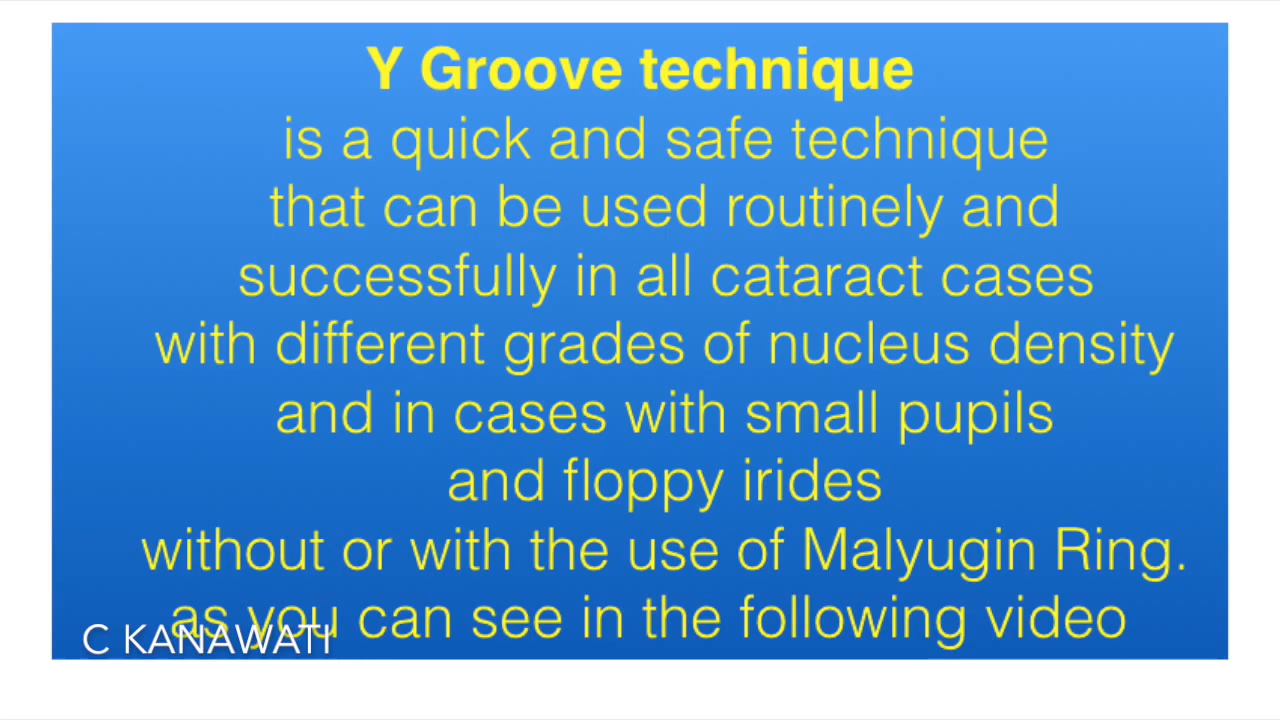 Y Groove technique
is a quick and safe technique
that can be used routinely and
successfully in all cataract cases
with different grades of nucleus density
and in cases with small pupils
and floppy irides
without or with the use of Malyugin Ring.
as you can see in the following video
C KANAWATI